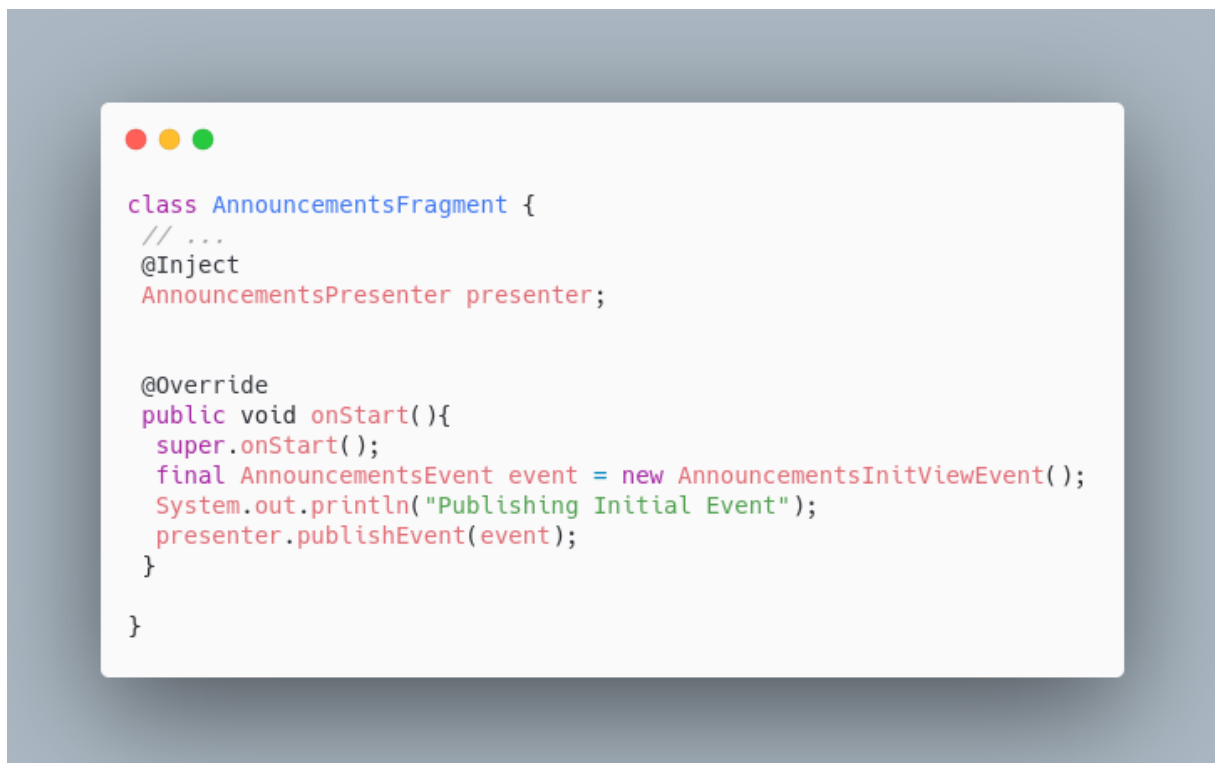 class AnnouncementsFragment {
 // ...
 @Inject
 AnnouncementsPresenter presenter;
 @Override
 public void onStart(){
  super.onStart();
  final AnnouncementsEvent event = new AnnouncementsInitViewEvent();
  System.out.println("Publishing Initial Event");
  presenter.publishEvent(event);
 }
}